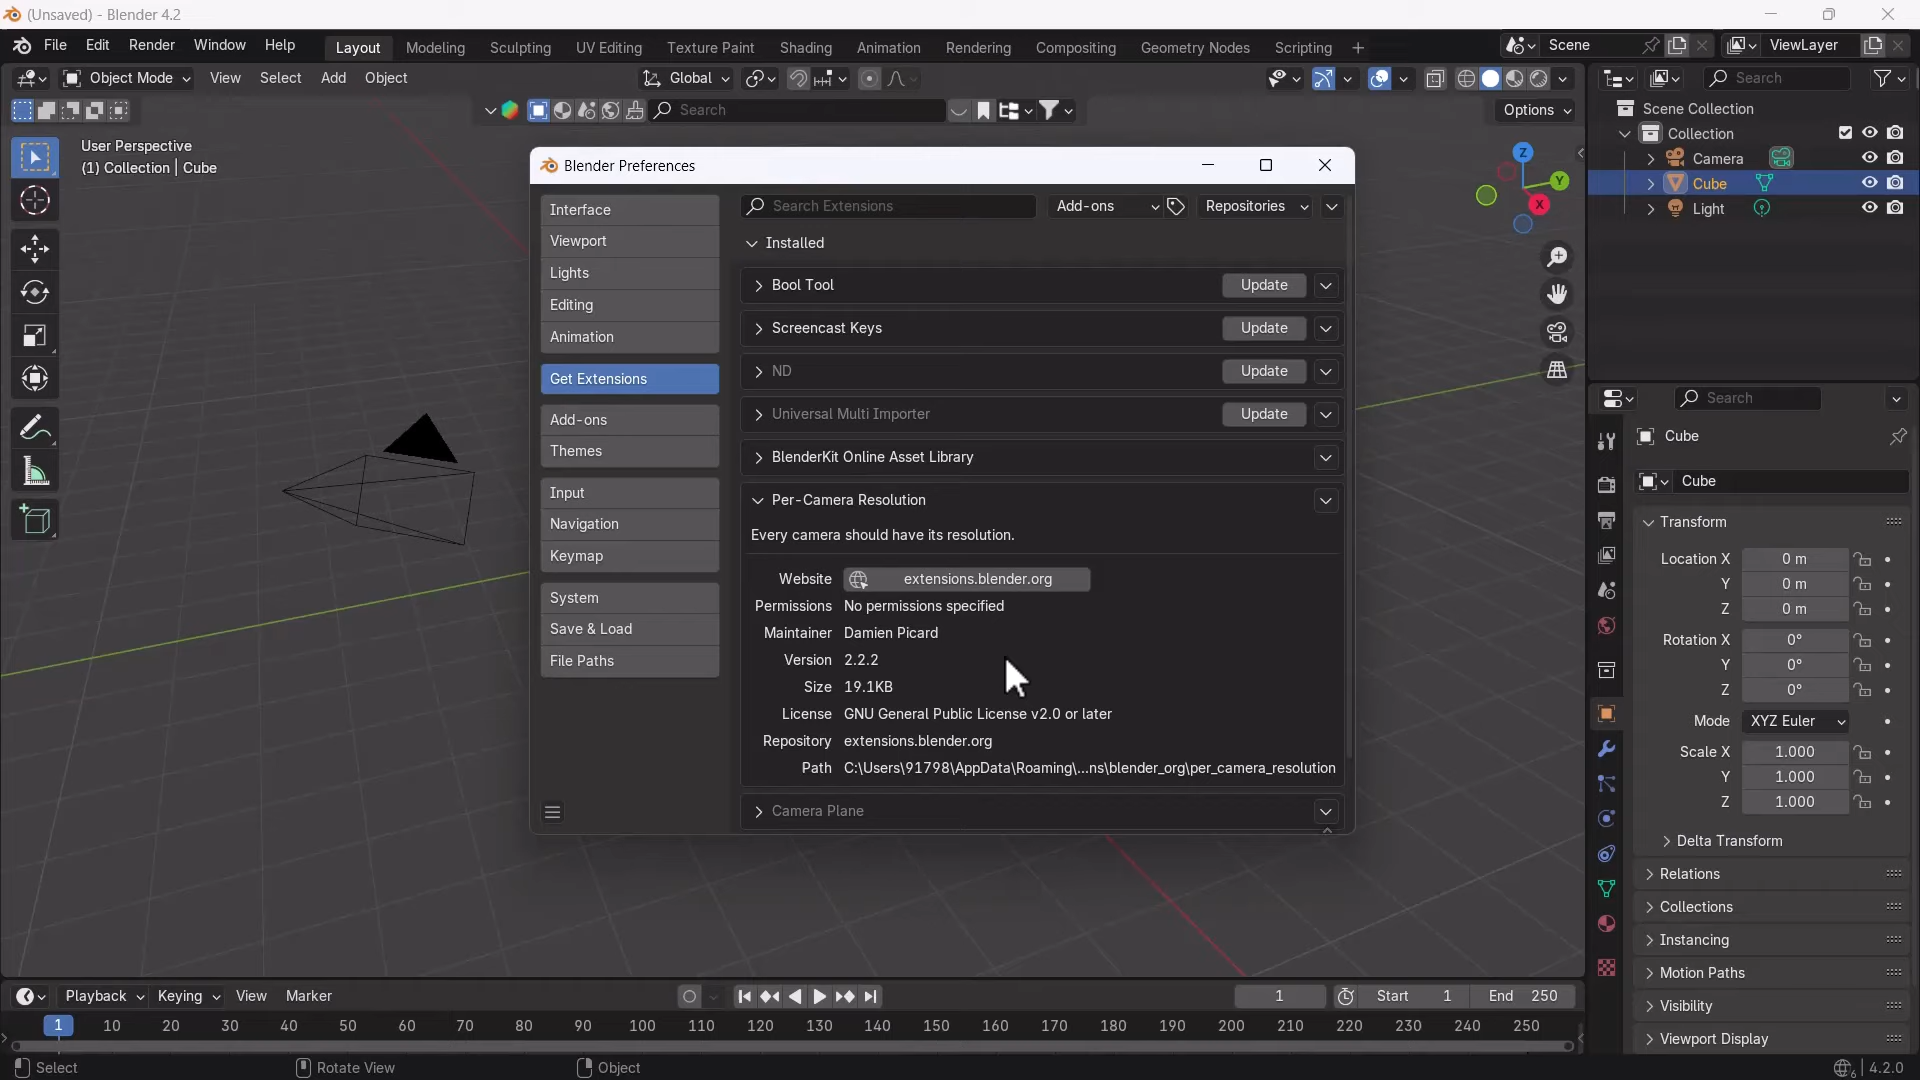 (Unsaved) - Blender 4.2
File Edit Render Window Help Layout Modeling Sculpting UV Editing Texture Paint Shading Animation Rendering Compositing Geometry Nodes Scripting + Scene ViewLayer
Object Mode View Select Add Object Global Search
Search Options
User Perspective
(1) Collection | Cube
Z
Y
X
Scene Collection
Collection
Camera
Cube
Light
Blender Preferences
Interface
Viewport
Lights
Editing
Animation
Get Extensions
Add-ons
Themes
Input
Navigation
Keymap
System
Save & Load
File Paths
Search Extensions Add-ons Repositories
Installed
Bool Tool Update
Screencast Keys Update
ND Update
Universal Multi Importer Update
BlenderKit Online Asset Library
Per-Camera Resolution
Every camera should have its resolution.
Website extensions.blender.org
Permissions No permissions specified
Maintainer Damien Picard
Version 2.2.2
Size 19.1KB
License GNU General Public License v2.0 or later
Repository extensions.blender.org
Path C:\Users\91798\AppData\Roaming\...ns\blender_org\per_camera_resolution
Camera Plane
Search
Cube
Cube
Transform
Location X 0 m
Y 0 m
Z 0 m
Rotation X 0°
Y 0°
Z 0°
Mode XYZ Euler
Scale X 1.000
Y 1.000
Z 1.000
Delta Transform
Relations
Collections
Instancing
Motion Paths
Visibility
Viewport Display
Playback Keying View Marker 1 Start 1 End 250
1 10 20 30 40 50 60 70 80 90 100 110 120 130 140 150 160 170 180 190 200 210 220 230 240 250
Select Rotate View Object 6 4.2.0